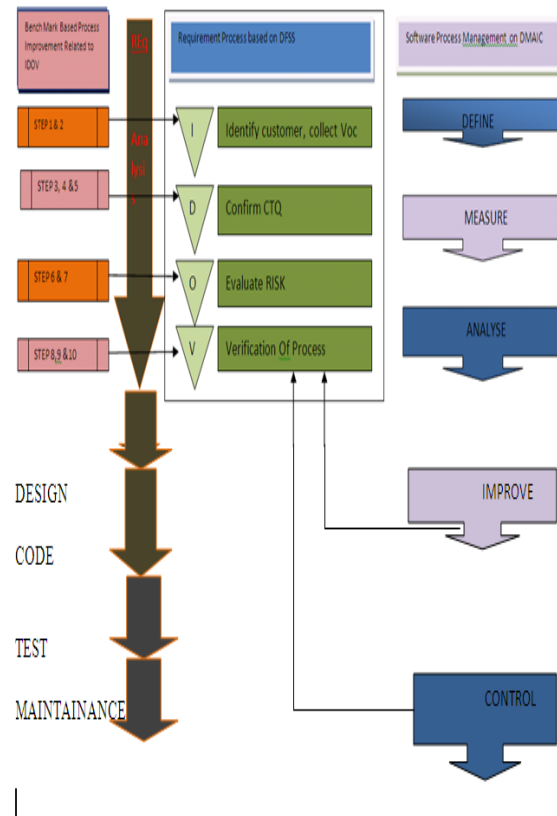 Bench Mark Based Process
Improvement Related to
IDOV
REq
Analysis
Requirement Process based on DFSS
Software Process Management on DMAIC
STEP 1 & 2
I
Identify customer, collect Voc
DEFINE
STEP 3, 4 &5
D
Confirm CTQ
MEASURE
STEP 6 & 7
O
Evaluate RISK
ANALYSE
STEP 8,9 &10
V
Verification Of Process
DESIGN
IMPROVE
CODE
TEST
MAINTAINANCE
CONTROL